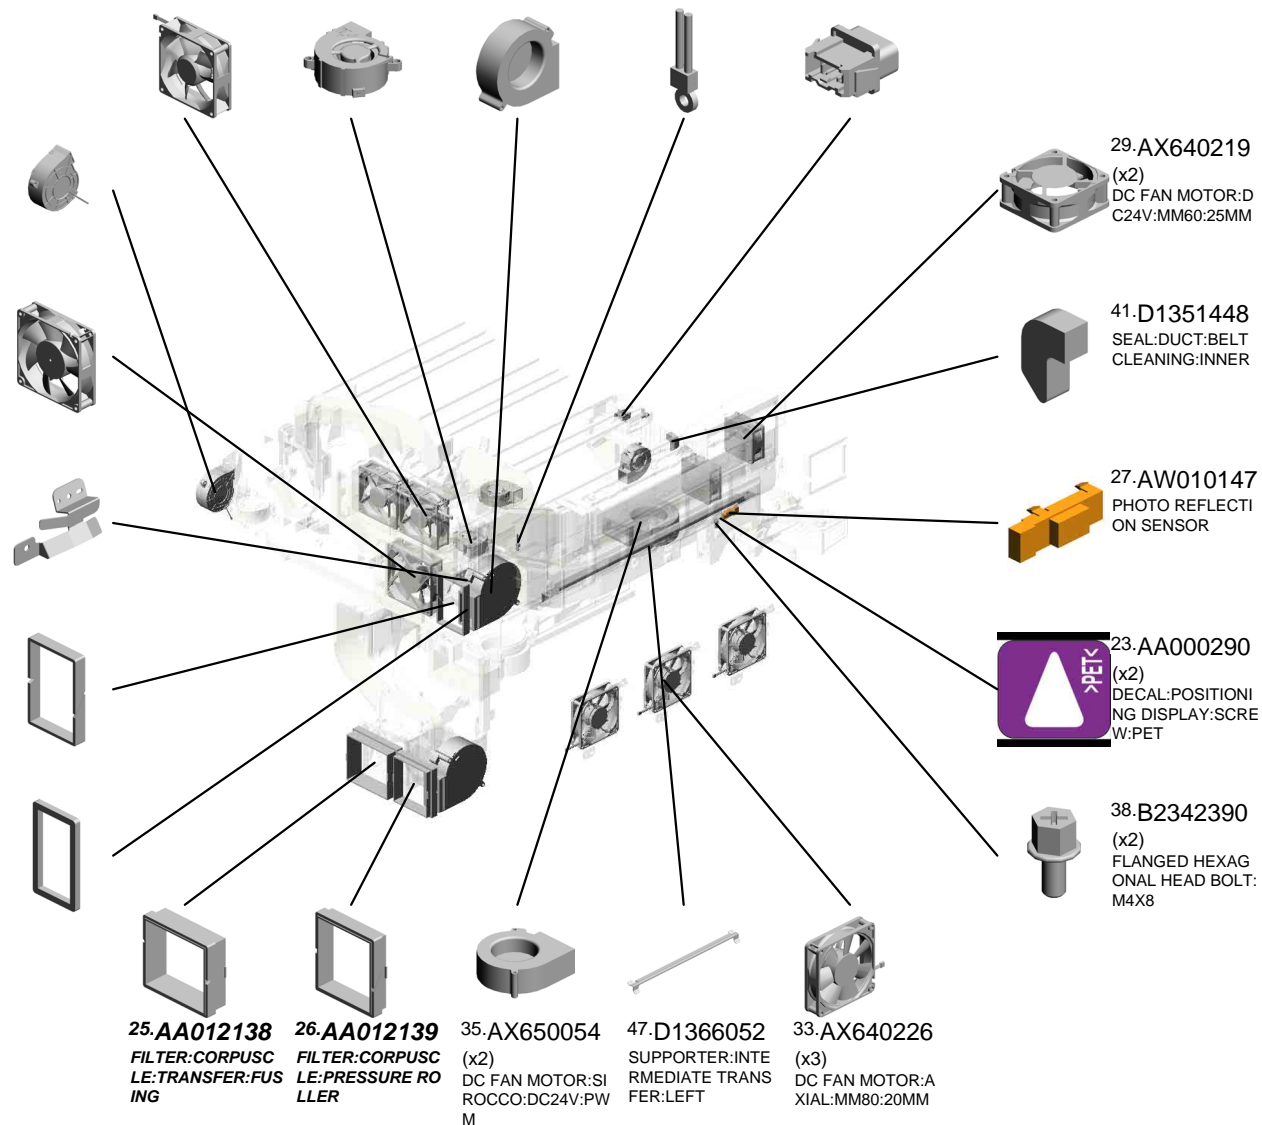 29.AX640219
(x2)
DC FAN MOTOR:D
C24V:MM60:25MM
41.D1351448
SEAL:DUCT:BELT
CLEANING:INNER
27.AW010147
PHOTO REFLECTI
ON SENSOR
>PET<
23.AA000290
(x2)
DECAL:POSITIONI
NG DISPLAY:SCRE
W:PET
38.B2342390
(x2)
FLANGED HEXAG
ONAL HEAD BOLT:
M4X8
25.AA012138
FILTER:CORPUSC
LE:TRANSFER:FUS
ING
26.AA012139
FILTER:CORPUSC
LE:PRESSURE RO
LLER
35.AX650054
(x2)
DC FAN MOTOR:SI
ROCCO:DC24V:PW
M
47.D1366052
SUPPORTER:INTE
RMEDIATE TRANS
FER:LEFT
33.AX640226
(x3)
DC FAN MOTOR:A
XIAL:MM80:20MM